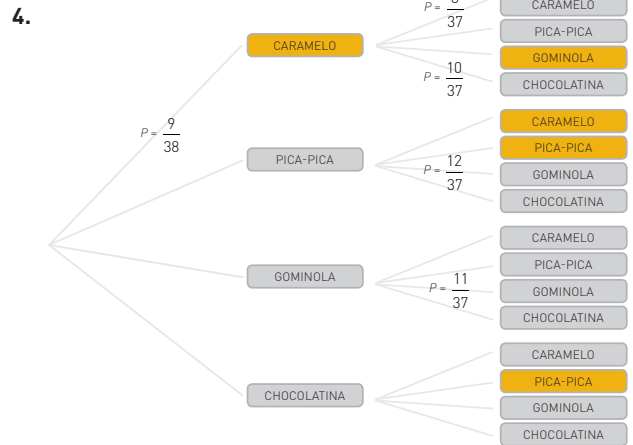 4.
P =
37
CARAMELO
PICA-PICA
CARAMELO
GOMINOLA
P = 10
37
CHOCOLATINA
CARAMELO
P = 9
38
PICA-PICA
PICA-PICA
P = 12
37
GOMINOLA
CHOCOLATINA
CARAMELO
PICA-PICA
GOMINOLA
P = 11
37
GOMINOLA
CHOCOLATINA
CARAMELO
PICA-PICA
CHOCOLATINA
GOMINOLA
CHOCOLATINA